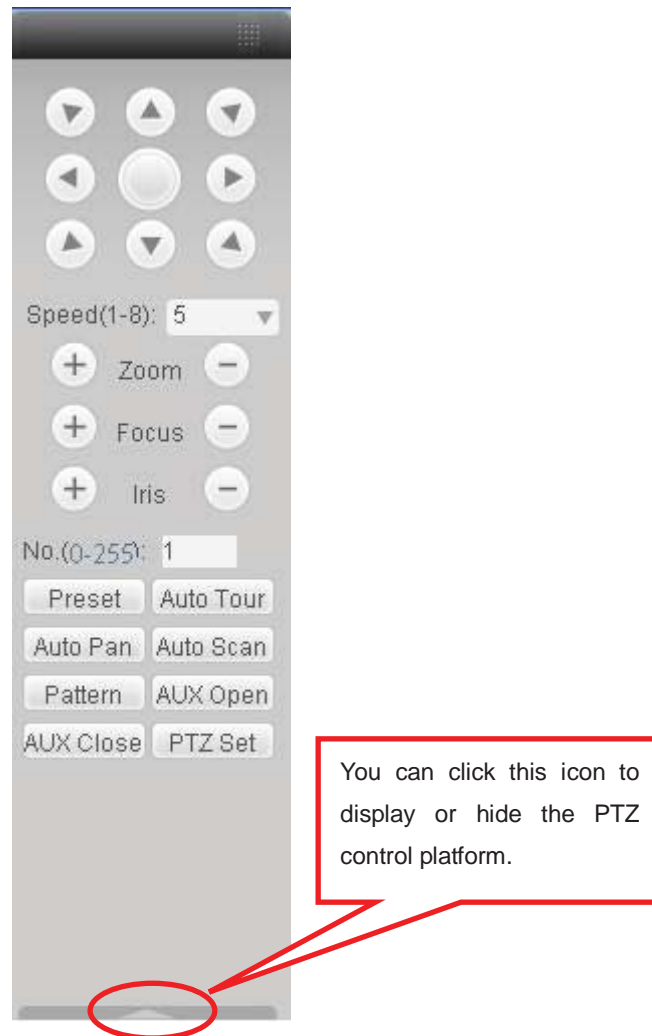 Speed(1-8): 5
Zoom
Focus
Iris
No.(0-255): 1
Preset Auto Tour
Auto Pan Auto Scan
Pattern AUX Open
AUX Close PTZ Set
You can click this icon to
display or hide the PTZ
control platform.